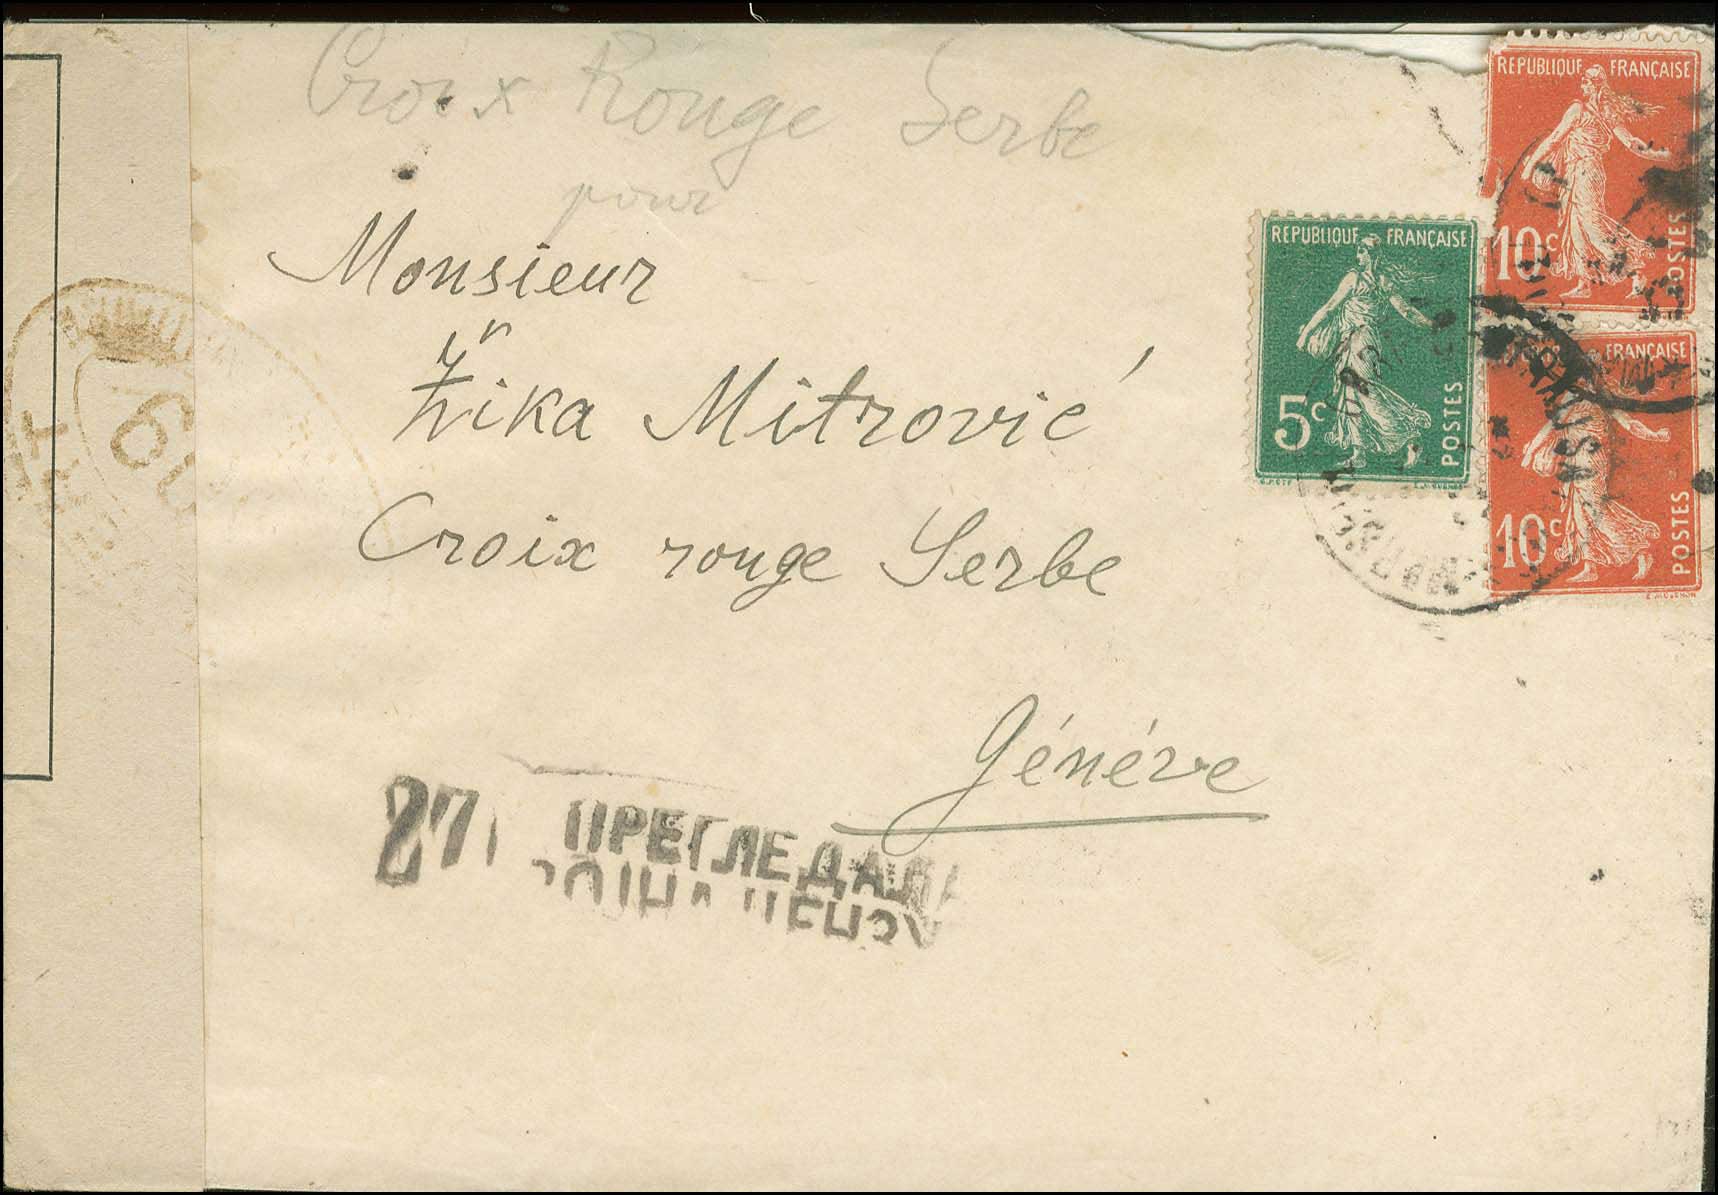 Croix Rouge Serbe
pour
Monsieur
Žika Mitrović
Croix rouge Serbe
Généve
REPUBLIQUE FRANÇAISE
10c
POSTES
REPUBLIQUE FRANÇAISE
5c
POSTES
FRANÇAISE
10c
POSTES
27
ПРЕГЛЕДАЛА